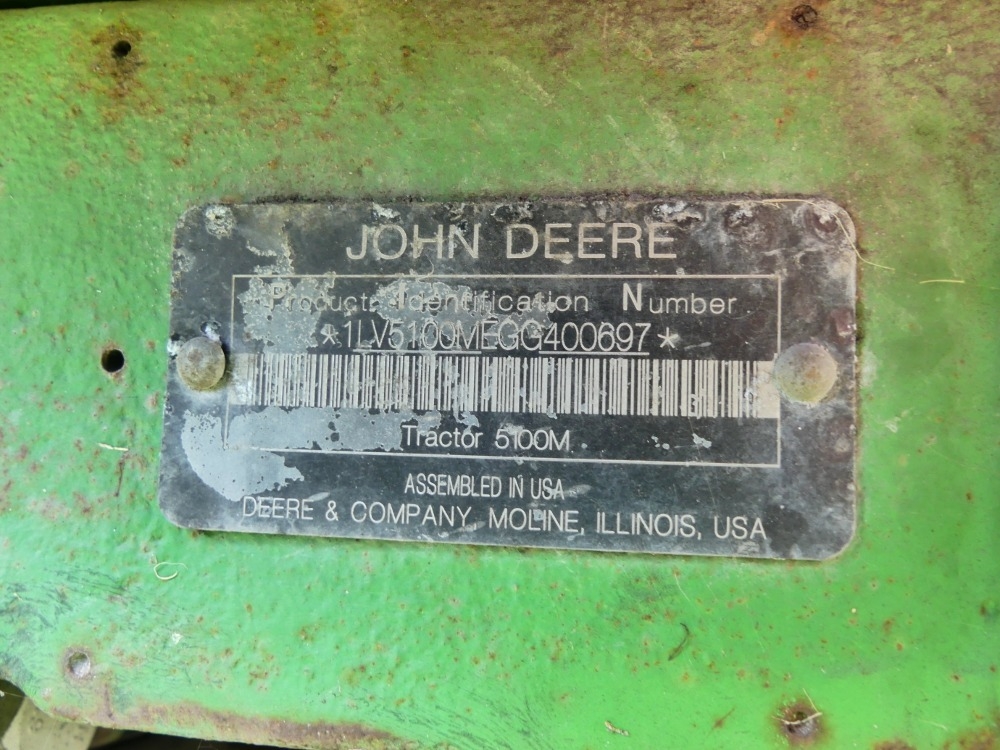 JOHN DEERE
Product Identification Number
*1LV5100MEGG400697*
Tractor 5100M
ASSEMBLED IN USA
DEERE & COMPANY, MOLINE, ILLINOIS, USA